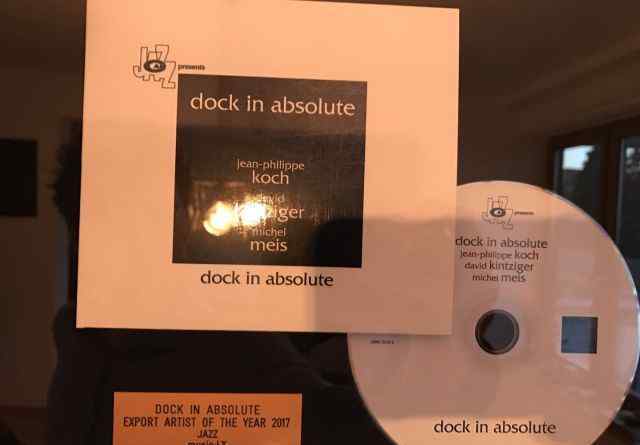 JAZZ presents
dock in absolute
jean-philippe
koch
david
kintziger
michel
meis
dock in absolute
JAZZ presents
dock in absolute
jean-philippe koch
david kintziger
michel meis
dock in absolute
DOCK IN ABSOLUTE
EXPORT ARTIST OF THE YEAR 2017
JAZZ